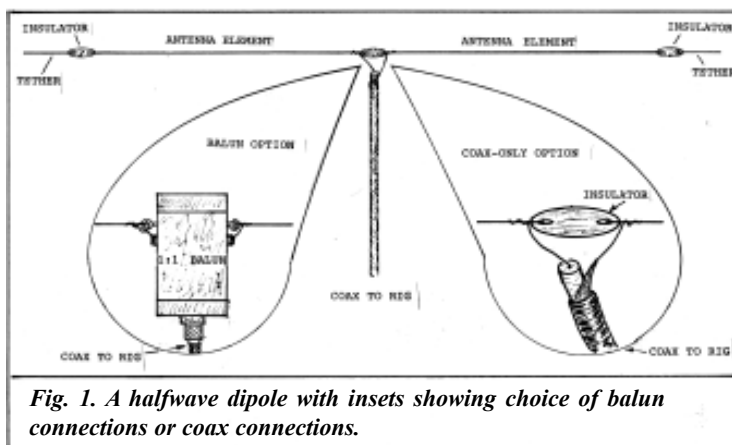 INSULATOR
ANTENNA ELEMENT
ANTENNA ELEMENT
INSULATOR
TETHER
TETHER
BALUN OPTION
COAX-ONLY OPTION
INSULATOR
1:1 BALUN
COAX TO RIG
COAX TO RIG
COAX TO RIG
Fig. 1. A halfwave dipole with insets showing choice of balun
connections or coax connections.